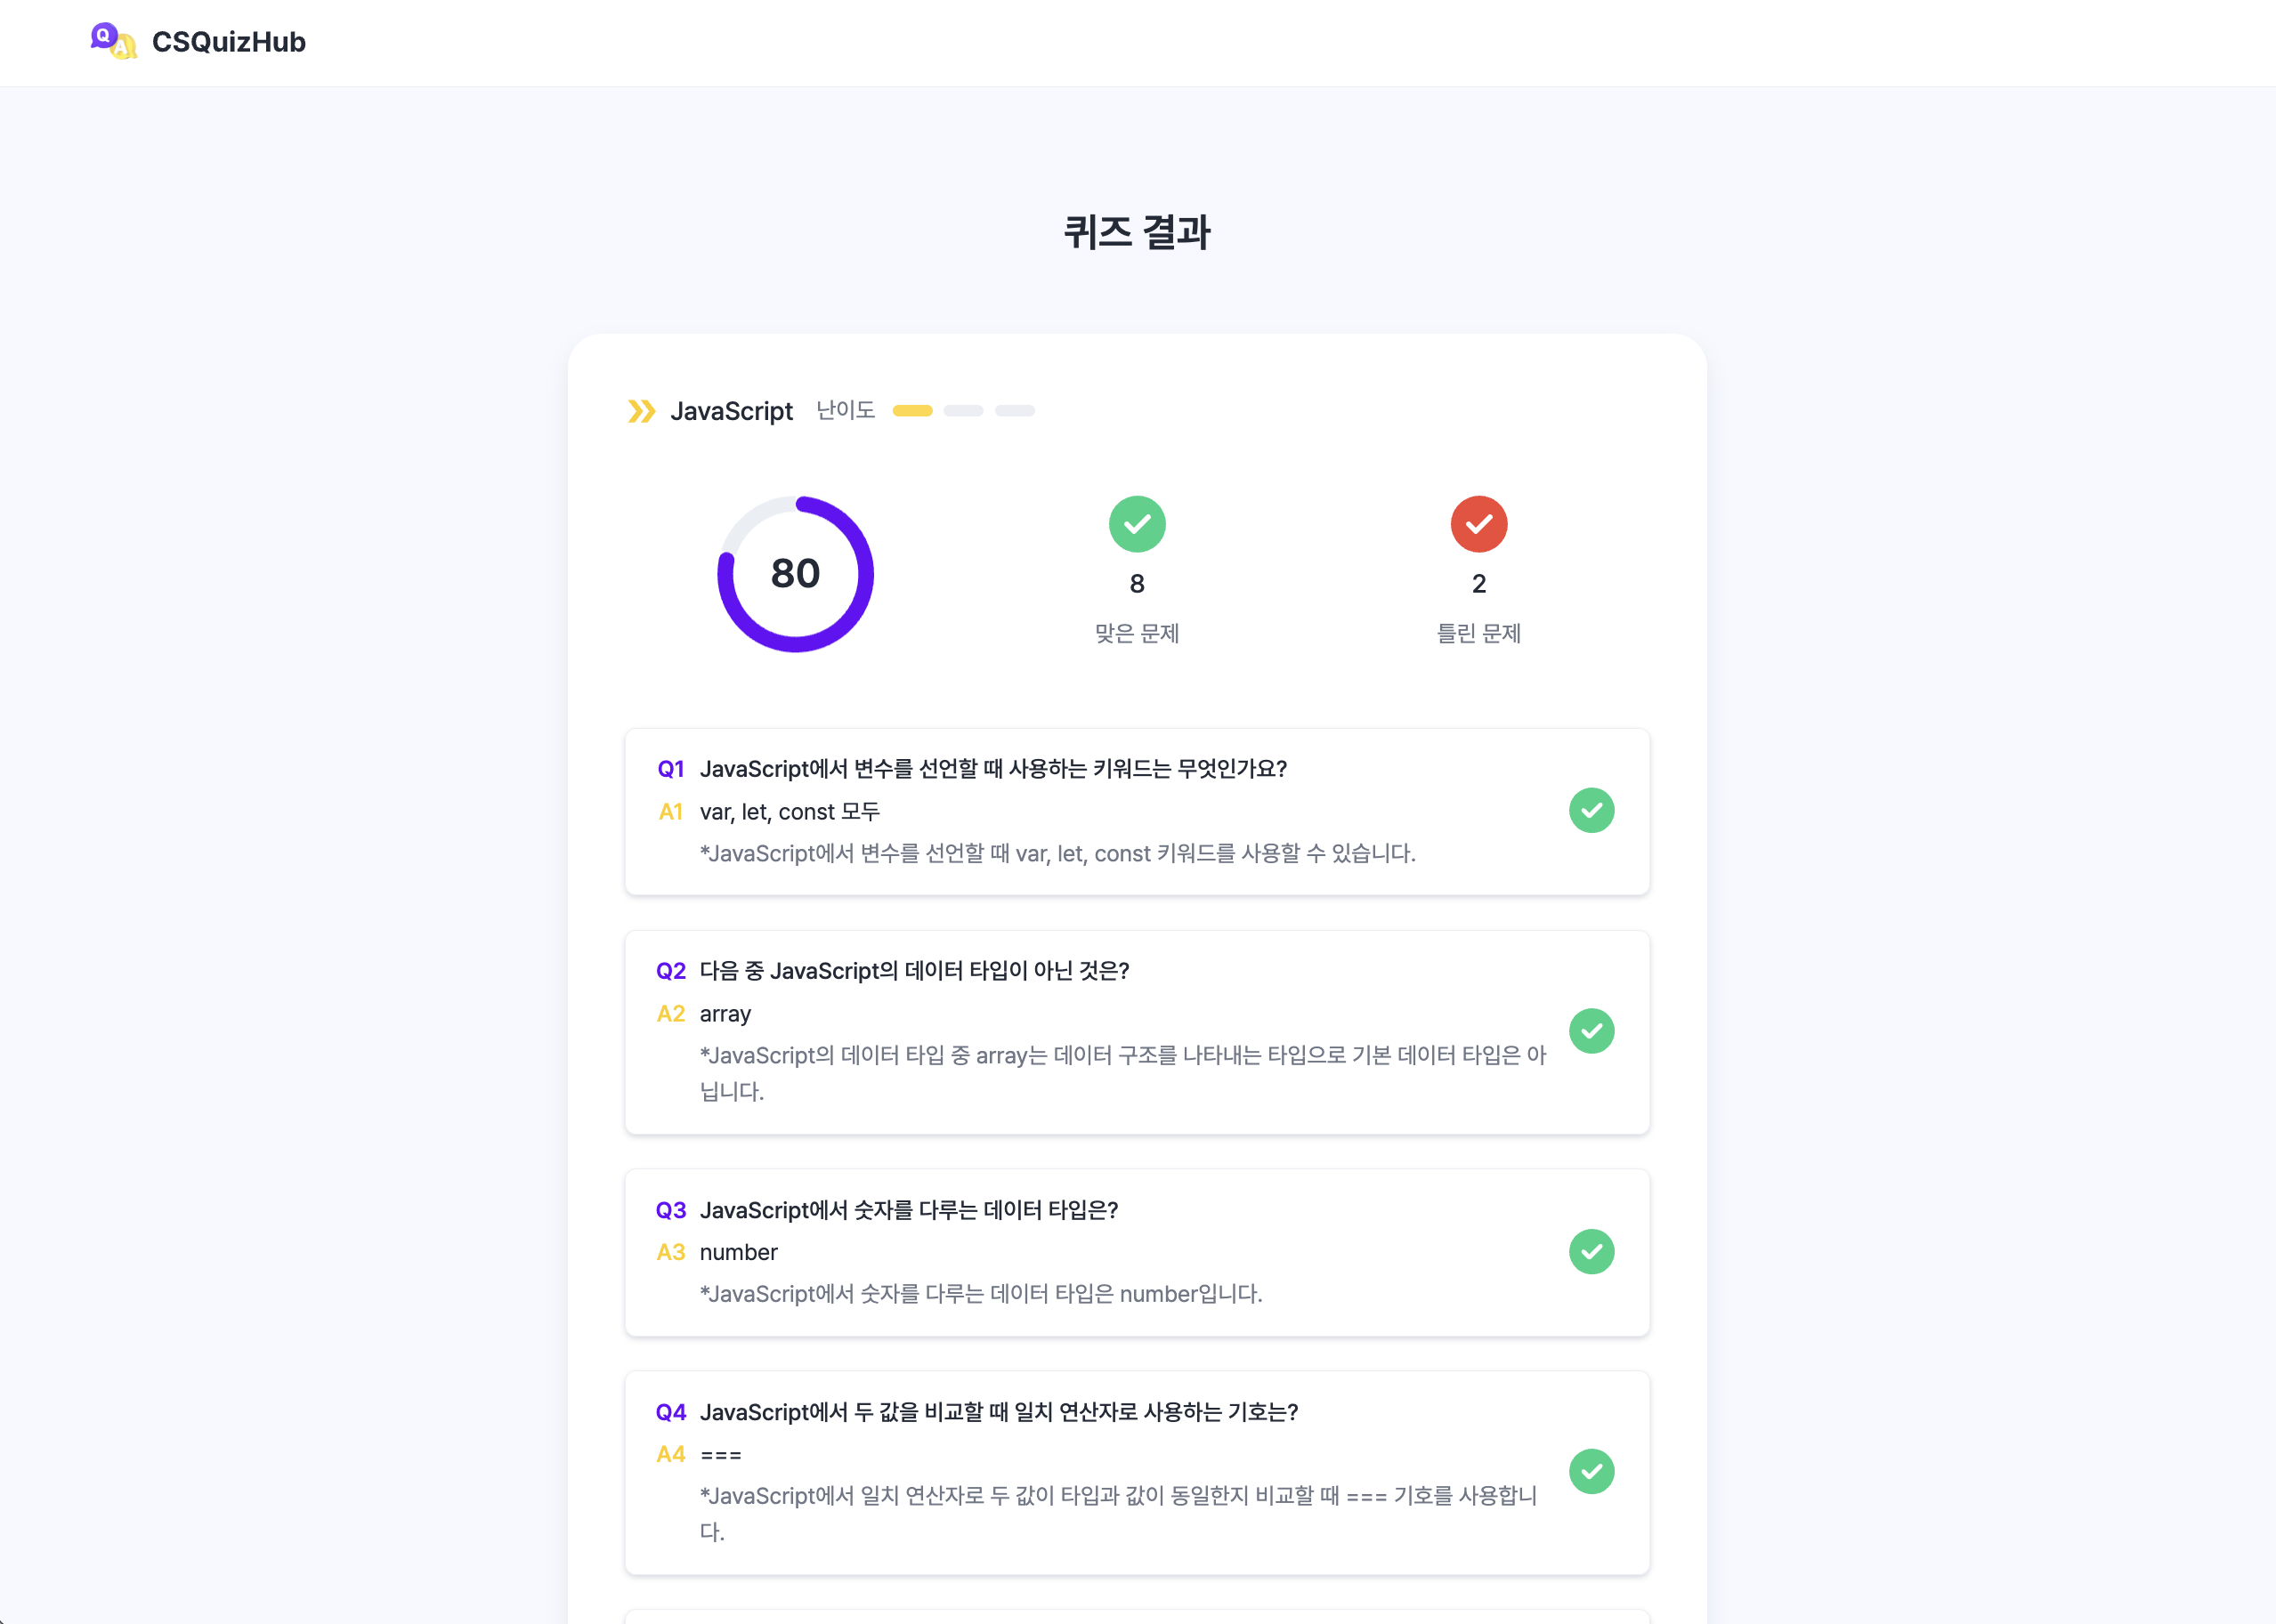 Q A CSQuizHub
퀴즈 결과
JavaScript 난이도
80
8
맞은 문제
2
틀린 문제
Q1 JavaScript에서 변수를 선언할 때 사용하는 키워드는 무엇인가요?
A1 var, let, const 모두
*JavaScript에서 변수를 선언할 때 var, let, const 키워드를 사용할 수 있습니다.
Q2 다음 중 JavaScript의 데이터 타입이 아닌 것은?
A2 array
*JavaScript의 데이터 타입 중 array는 데이터 구조를 나타내는 타입으로 기본 데이터 타입은 아
닙니다.
Q3 JavaScript에서 숫자를 다루는 데이터 타입은?
A3 number
*JavaScript에서 숫자를 다루는 데이터 타입은 number입니다.
Q4 JavaScript에서 두 값을 비교할 때 일치 연산자로 사용하는 기호는?
A4 ===
*JavaScript에서 일치 연산자로 두 값이 타입과 값이 동일한지 비교할 때 === 기호를 사용합니
다.